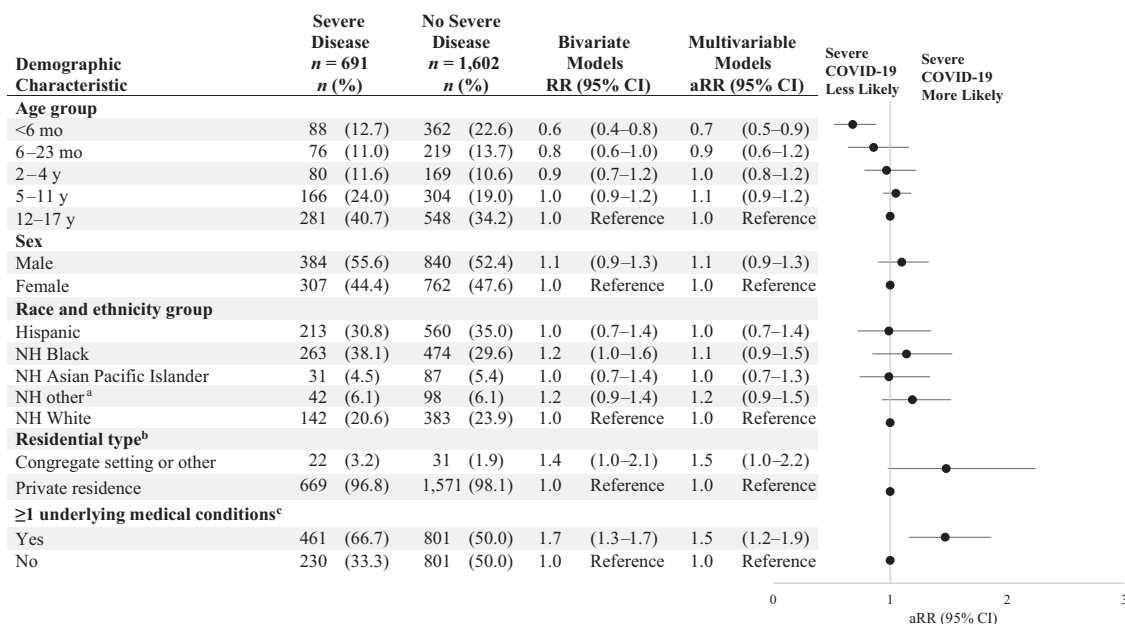 Demographic Characteristic Severe Disease n = 691 n (%) No Severe Disease n = 1,602 n (%) Bivariate Models RR (95% CI) Multivariable Models aRR (95% CI) Severe COVID-19 Less Likely Severe COVID-19 More Likely
Age group
<6 mo 88 (12.7) 362 (22.6) 0.6 (0.4–0.8) 0.7 (0.5–0.9)
6–23 mo 76 (11.0) 219 (13.7) 0.8 (0.6–1.0) 0.9 (0.6–1.2)
2–4 y 80 (11.6) 169 (10.6) 0.9 (0.7–1.2) 1.0 (0.8–1.2)
5–11 y 166 (24.0) 304 (19.0) 1.0 (0.9–1.2) 1.1 (0.9–1.2)
12–17 y 281 (40.7) 548 (34.2) 1.0 Reference 1.0 Reference
Sex
Male 384 (55.6) 840 (52.4) 1.1 (0.9–1.3) 1.1 (0.9–1.3)
Female 307 (44.4) 762 (47.6) 1.0 Reference 1.0 Reference
Race and ethnicity group
Hispanic 213 (30.8) 560 (35.0) 1.0 (0.7–1.4) 1.0 (0.7–1.4)
NH Black 263 (38.1) 474 (29.6) 1.2 (1.0–1.6) 1.1 (0.9–1.5)
NH Asian Pacific Islander 31 (4.5) 87 (5.4) 1.0 (0.7–1.4) 1.0 (0.7–1.3)
NH other a 42 (6.1) 98 (6.1) 1.2 (0.9–1.4) 1.2 (0.9–1.5)
NH White 142 (20.6) 383 (23.9) 1.0 Reference 1.0 Reference
Residential type b
Congregate setting or other 22 (3.2) 31 (1.9) 1.4 (1.0–2.1) 1.5 (1.0–2.2)
Private residence 669 (96.8) 1,571 (98.1) 1.0 Reference 1.0 Reference
≥1 underlying medical conditions c
Yes 461 (66.7) 801 (50.0) 1.7 (1.3–1.7) 1.5 (1.2–1.9)
No 230 (33.3) 801 (50.0) 1.0 Reference 1.0 Reference
0 1 2 3
aRR (95% CI)